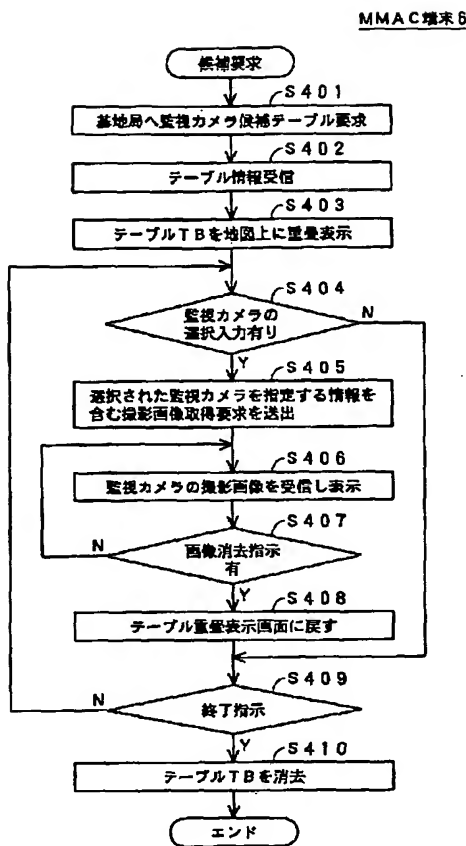 MMAC端末6
候補要求
S401
基地局へ監視カメラ候補テーブル要求
S402
テーブル情報受信
S403
テーブルTBを地図上に重畳表示
S404
監視カメラの
選択入力有り
N
Y
S405
選択された監視カメラを指定する情報を
含む撮影画像取得要求を送出
S406
監視カメラの撮影画像を受信し表示
S407
画像消去指示
有
N
Y
S408
テーブル重畳表示画面に戻す
S409
終了指示
N
Y
S410
テーブルTBを消去
エンド